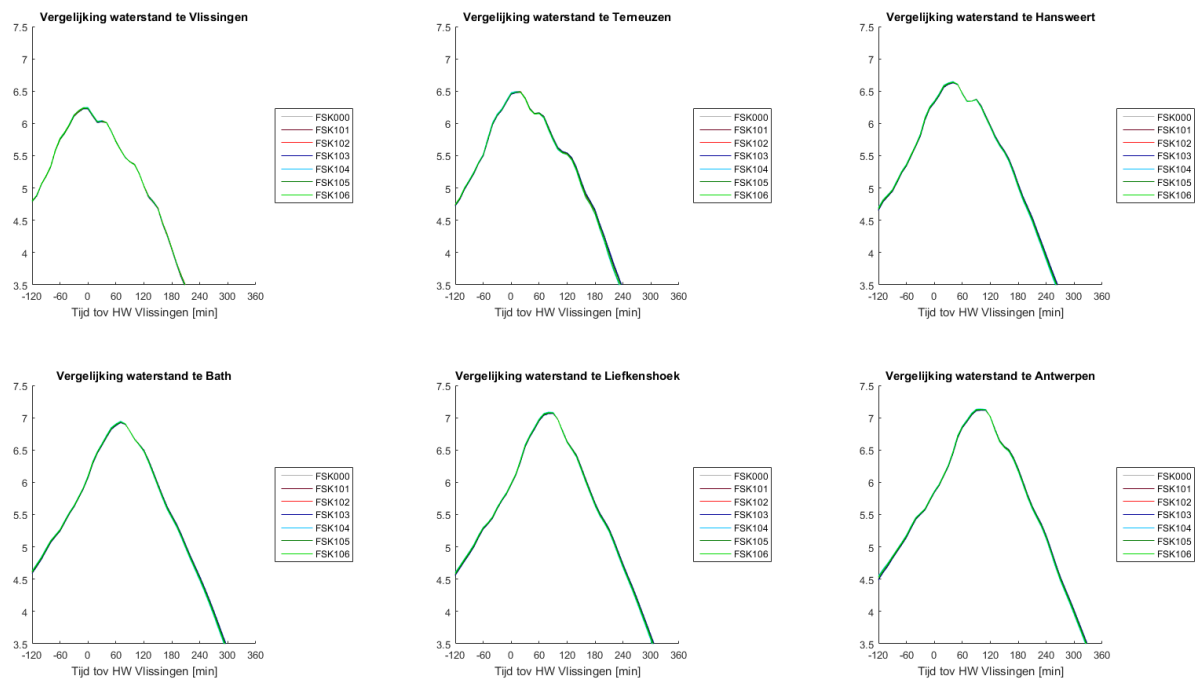 Vergelijking waterstand te Vlissingen
7.5
7
6.5
6
5.5
5
4.5
4
3.5
-120 -60 0 60 120 180 240 300 360
Tijd tov HW Vlissingen [min]
FSK000
FSK101
FSK102
FSK103
FSK104
FSK105
FSK106
Vergelijking waterstand te Terneuzen
7.5
7
6.5
6
5.5
5
4.5
4
3.5
-120 -60 0 60 120 180 240 300 360
Tijd tov HW Vlissingen [min]
FSK000
FSK101
FSK102
FSK103
FSK104
FSK105
FSK106
Vergelijking waterstand te Hansweert
7.5
7
6.5
6
5.5
5
4.5
4
3.5
-120 -60 0 60 120 180 240 300 360
Tijd tov HW Vlissingen [min]
FSK000
FSK101
FSK102
FSK103
FSK104
FSK105
FSK106
Vergelijking waterstand te Bath
7.5
7
6.5
6
5.5
5
4.5
4
3.5
-120 -60 0 60 120 180 240 300 360
Tijd tov HW Vlissingen [min]
FSK000
FSK101
FSK102
FSK103
FSK104
FSK105
FSK106
Vergelijking waterstand te Liefkenshoek
7.5
7
6.5
6
5.5
5
4.5
4
3.5
-120 -60 0 60 120 180 240 300 360
Tijd tov HW Vlissingen [min]
FSK000
FSK101
FSK102
FSK103
FSK104
FSK105
FSK106
Vergelijking waterstand te Antwerpen
7.5
7
6.5
6
5.5
5
4.5
4
3.5
-120 -60 0 60 120 180 240 300 360
Tijd tov HW Vlissingen [min]
FSK000
FSK101
FSK102
FSK103
FSK104
FSK105
FSK106